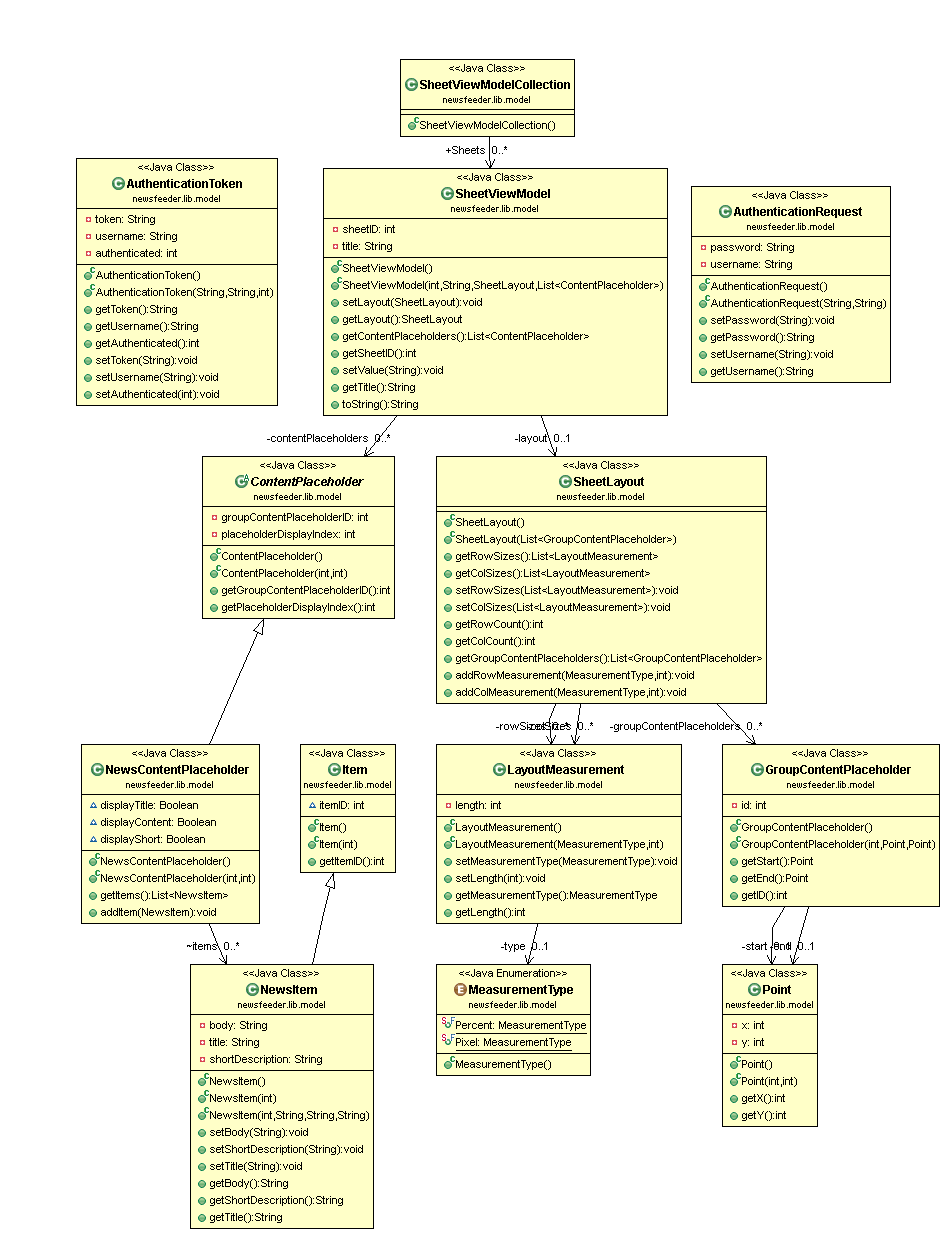 <<Java Class>>
SheetViewModelCollection
newsfeeder.lib.model
SheetViewModelCollection()
+Sheets 0..*
<<Java Class>>
AuthenticationToken
newsfeeder.lib.model
token: String
username: String
authenticated: int
AuthenticationToken()
AuthenticationToken(String,String,int)
getToken():String
getUsername():String
getAuthenticated():int
setToken(String):void
setUsername(String):void
setAuthenticated(int):void
<<Java Class>>
SheetViewModel
newsfeeder.lib.model
sheetID: int
title: String
SheetViewModel()
SheetViewModel(int,String,SheetLayout,List<ContentPlaceholder>)
setLayout(SheetLayout):void
getLayout():SheetLayout
getContentPlaceholders():List<ContentPlaceholder>
getSheetID():int
setValue(String):void
getTitle():String
toString():String
<<Java Class>>
AuthenticationRequest
newsfeeder.lib.model
password: String
username: String
AuthenticationRequest()
AuthenticationRequest(String,String)
setPassword(String):void
getPassword():String
setUsername(String):void
getUsername():String
-contentPlaceholders 0..*
-layout 0..1
<<Java Class>>
ContentPlaceholder
newsfeeder.lib.model
groupContentPlaceholderID: int
placeholderDisplayIndex: int
ContentPlaceholder()
ContentPlaceholder(int,int)
getGroupContentPlaceholderID():int
getPlaceholderDisplayIndex():int
<<Java Class>>
SheetLayout
newsfeeder.lib.model
SheetLayout()
SheetLayout(List<GroupContentPlaceholder>)
getRowSizes():List<LayoutMeasurement>
getColSizes():List<LayoutMeasurement>
setRowSizes(List<LayoutMeasurement>):void
setColSizes(List<LayoutMeasurement>):void
getRowCount():int
getColCount():int
getGroupContentPlaceholders():List<GroupContentPlaceholder>
addRowMeasurement(MeasurementType,int):void
addColMeasurement(MeasurementType,int):void
0..*
-groupContentPlaceholders 0..*
<<Java Class>>
NewsContentPlaceholder
newsfeeder.lib.model
displayTitle: Boolean
displayContent: Boolean
displayShort: Boolean
NewsContentPlaceholder()
NewsContentPlaceholder(int,int)
getItems():List<NewsItem>
addItem(NewsItem):void
<<Java Class>>
Item
newsfeeder.lib.model
itemID: int
Item()
Item(int)
getItemID():int
<<Java Class>>
LayoutMeasurement
newsfeeder.lib.model
length: int
LayoutMeasurement()
LayoutMeasurement(MeasurementType,int)
setMeasurementType(MeasurementType):void
setLength(int):void
getMeasurementType():MeasurementType
getLength():int
<<Java Class>>
GroupContentPlaceholder
newsfeeder.lib.model
id: int
GroupContentPlaceholder()
GroupContentPlaceholder(int,Point,Point)
getStart():Point
getEnd():Point
getID():int
~items 0..*
-type 0..1
-start
0..1
<<Java Class>>
NewsItem
newsfeeder.lib.model
body: String
title: String
shortDescription: String
NewsItem()
NewsItem(int)
NewsItem(int,String,String,String)
setBody(String):void
setShortDescription(String):void
setTitle(String):void
getBody():String
getShortDescription():String
getTitle():String
<<Java Enumeration>>
MeasurementType
newsfeeder.lib.model
Percent: MeasurementType
Pixel: MeasurementType
MeasurementType()
<<Java Class>>
Point
newsfeeder.lib.model
x: int
y: int
Point()
Point(int,int)
getX():int
getY():int